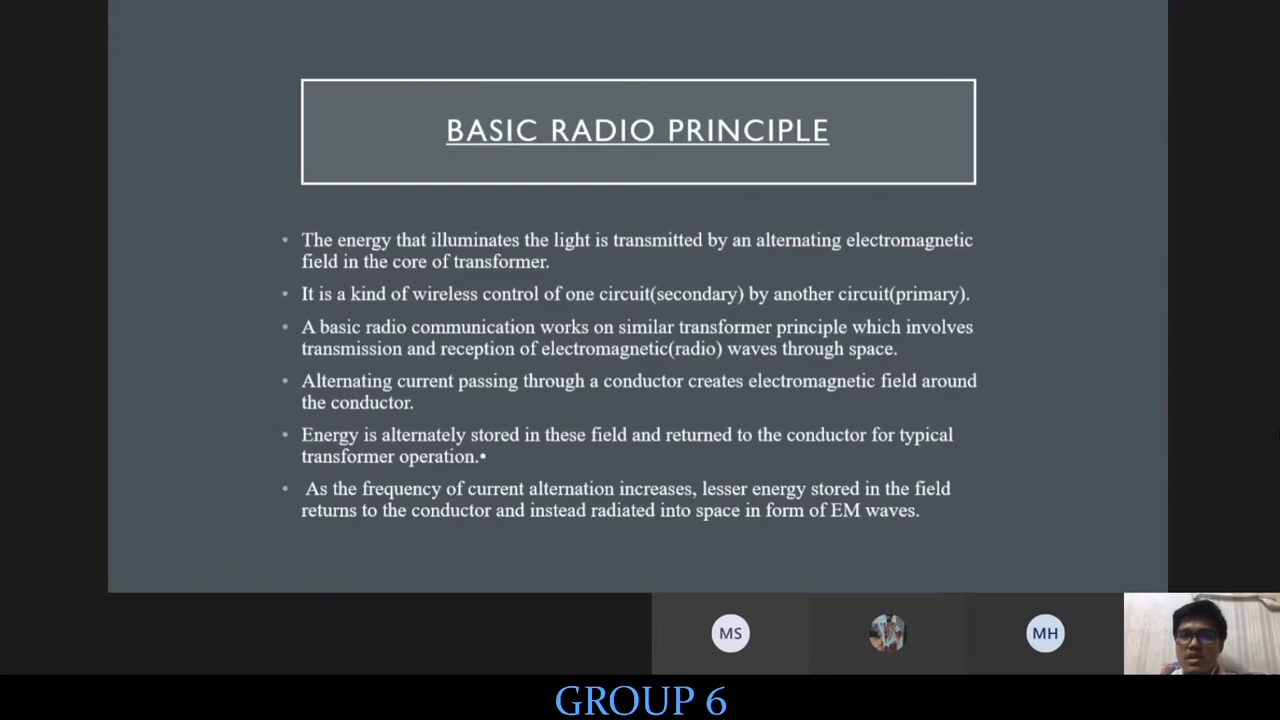 BASIC RADIO PRINCIPLE
• The energy that illuminates the light is transmitted by an alternating electromagnetic
field in the core of transformer.
• It is a kind of wireless control of one circuit(secondary) by another circuit(primary).
• A basic radio communication works on similar transformer principle which involves
transmission and reception of electromagnetic(radio) waves through space.
• Alternating current passing through a conductor creates electromagnetic field around
the conductor.
• Energy is alternately stored in these field and returned to the conductor for typical
transformer operation.•
• As the frequency of current alternation increases, lesser energy stored in the field
returns to the conductor and instead radiated into space in form of EM waves.
MS
MH
GROUP 6